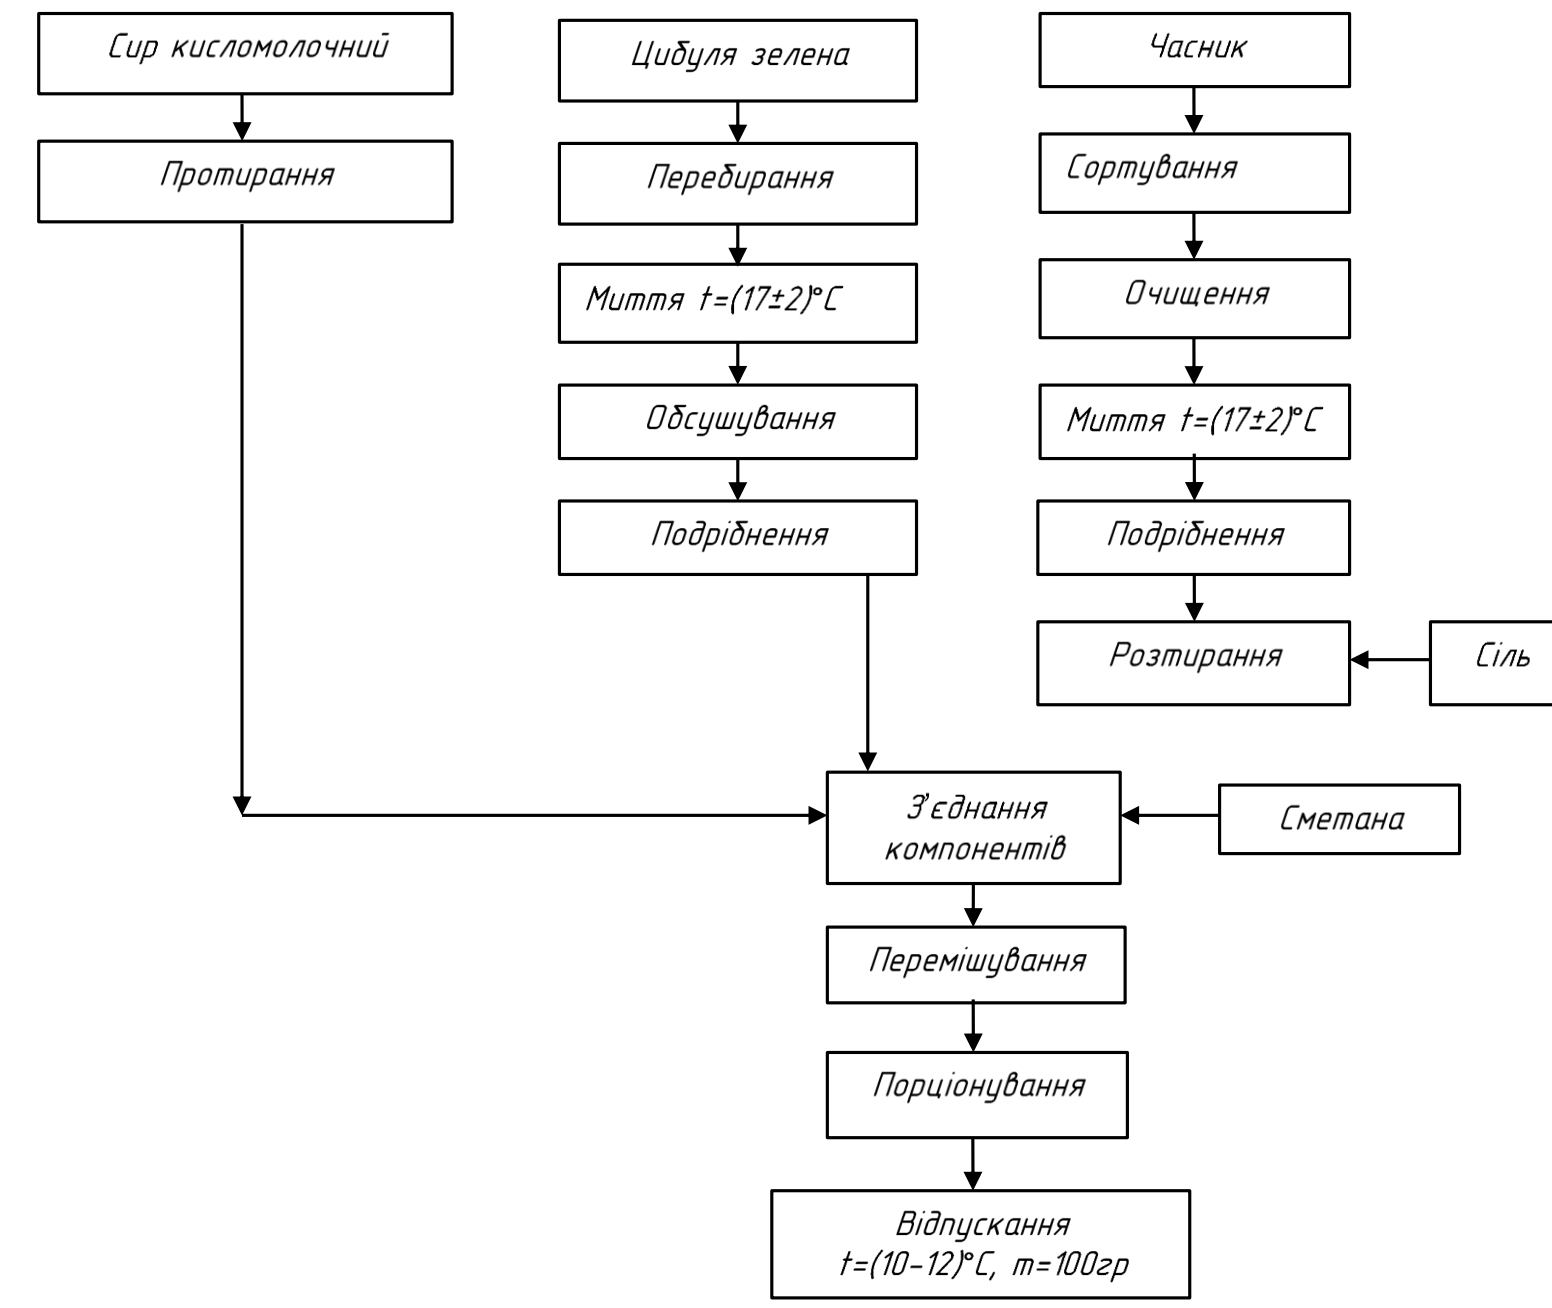 Сир кисломолочний
Протирання
Цибуля зелена
Перебирання
Миття t=(17±2)°C
Обсушування
Подрібнення
Часник
Сортування
Очищення
Миття t=(17±2)°C
Подрібнення
Розтирання
Сіль
З'єднання
компонентів
Сметана
Перемішування
Порціонування
Відпускання
t=(10-12)°C, m=100гр